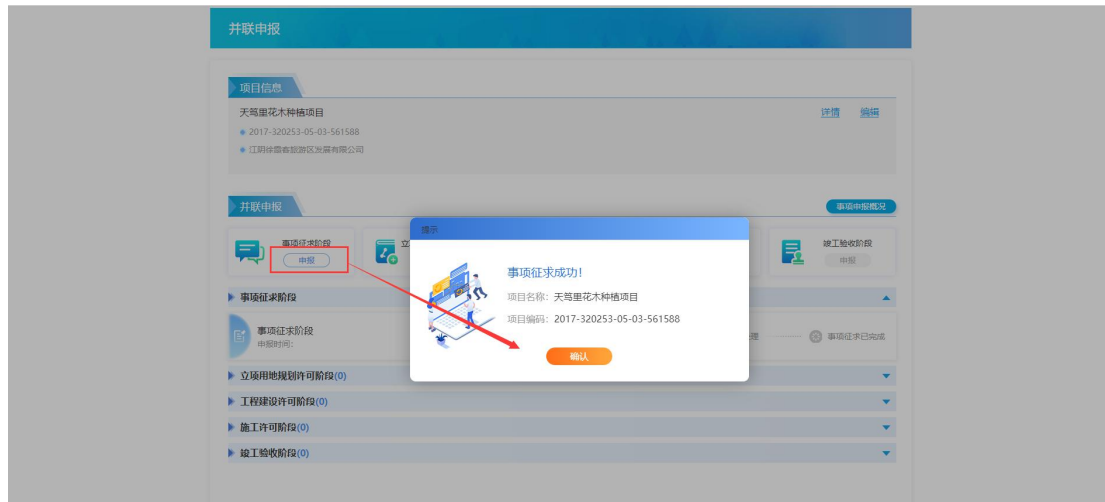 并联申报
项目信息
天笃里花木种植项目
详情 编辑
2017-320253-05-03-561588
江阴徐霞客旅游区发展有限公司
并联申报
事项申报概况
提示
事项征求阶段
申报
立
竣工验收阶段
申报
事项征求成功!
项目名称: 天笃里花木种植项目
项目编码: 2017-320253-05-03-561588
确认
事项征求阶段
事项征求阶段
申报时间:
理
事项征求已完成
立项用地规划许可阶段(0)
工程建设许可阶段(0)
施工许可阶段(0)
竣工验收阶段(0)